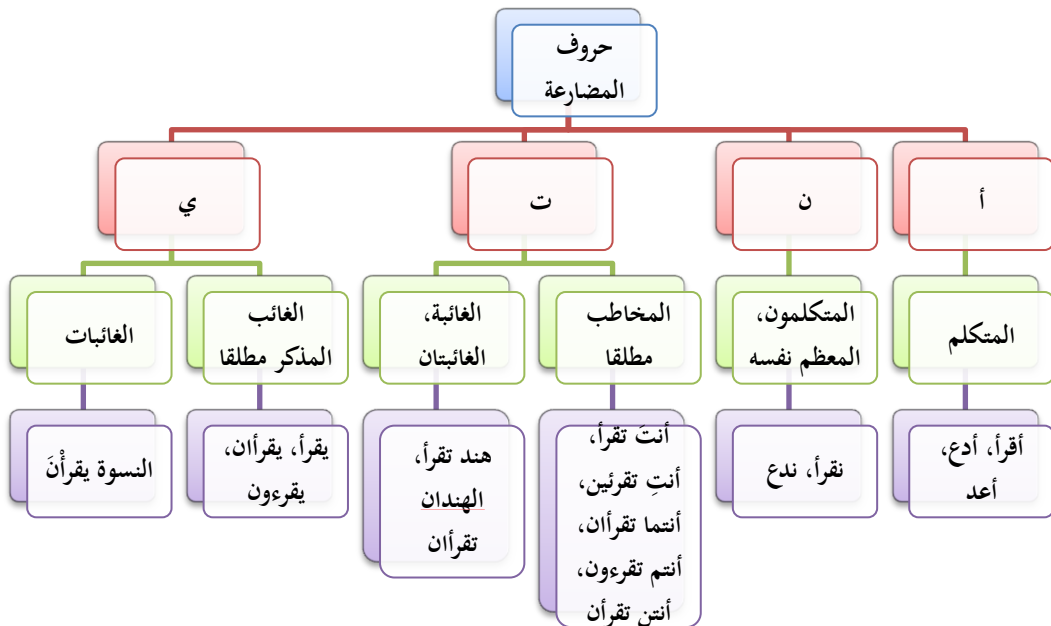 حروف
المضارعة
أ
ن
ت
ي
المتكلم
المتكلمون،
المعظم نفسه
المخاطب
مطلقا
الغائبة،
الغائبتان
الغائب
المذكر مطلقا
الغائبات
أقرأ، أدع،
أعد
نقرأ، ندع
أنتَ تقرأ،
أنتِ تقرئين،
أنتما تقرأان،
أنتم تقرءون،
أنتن تقرأن
هند تقرأ،
الهندان
تقرأان
يقرأ، يقرأان،
يقرءون
النسوة يقرأْنَ